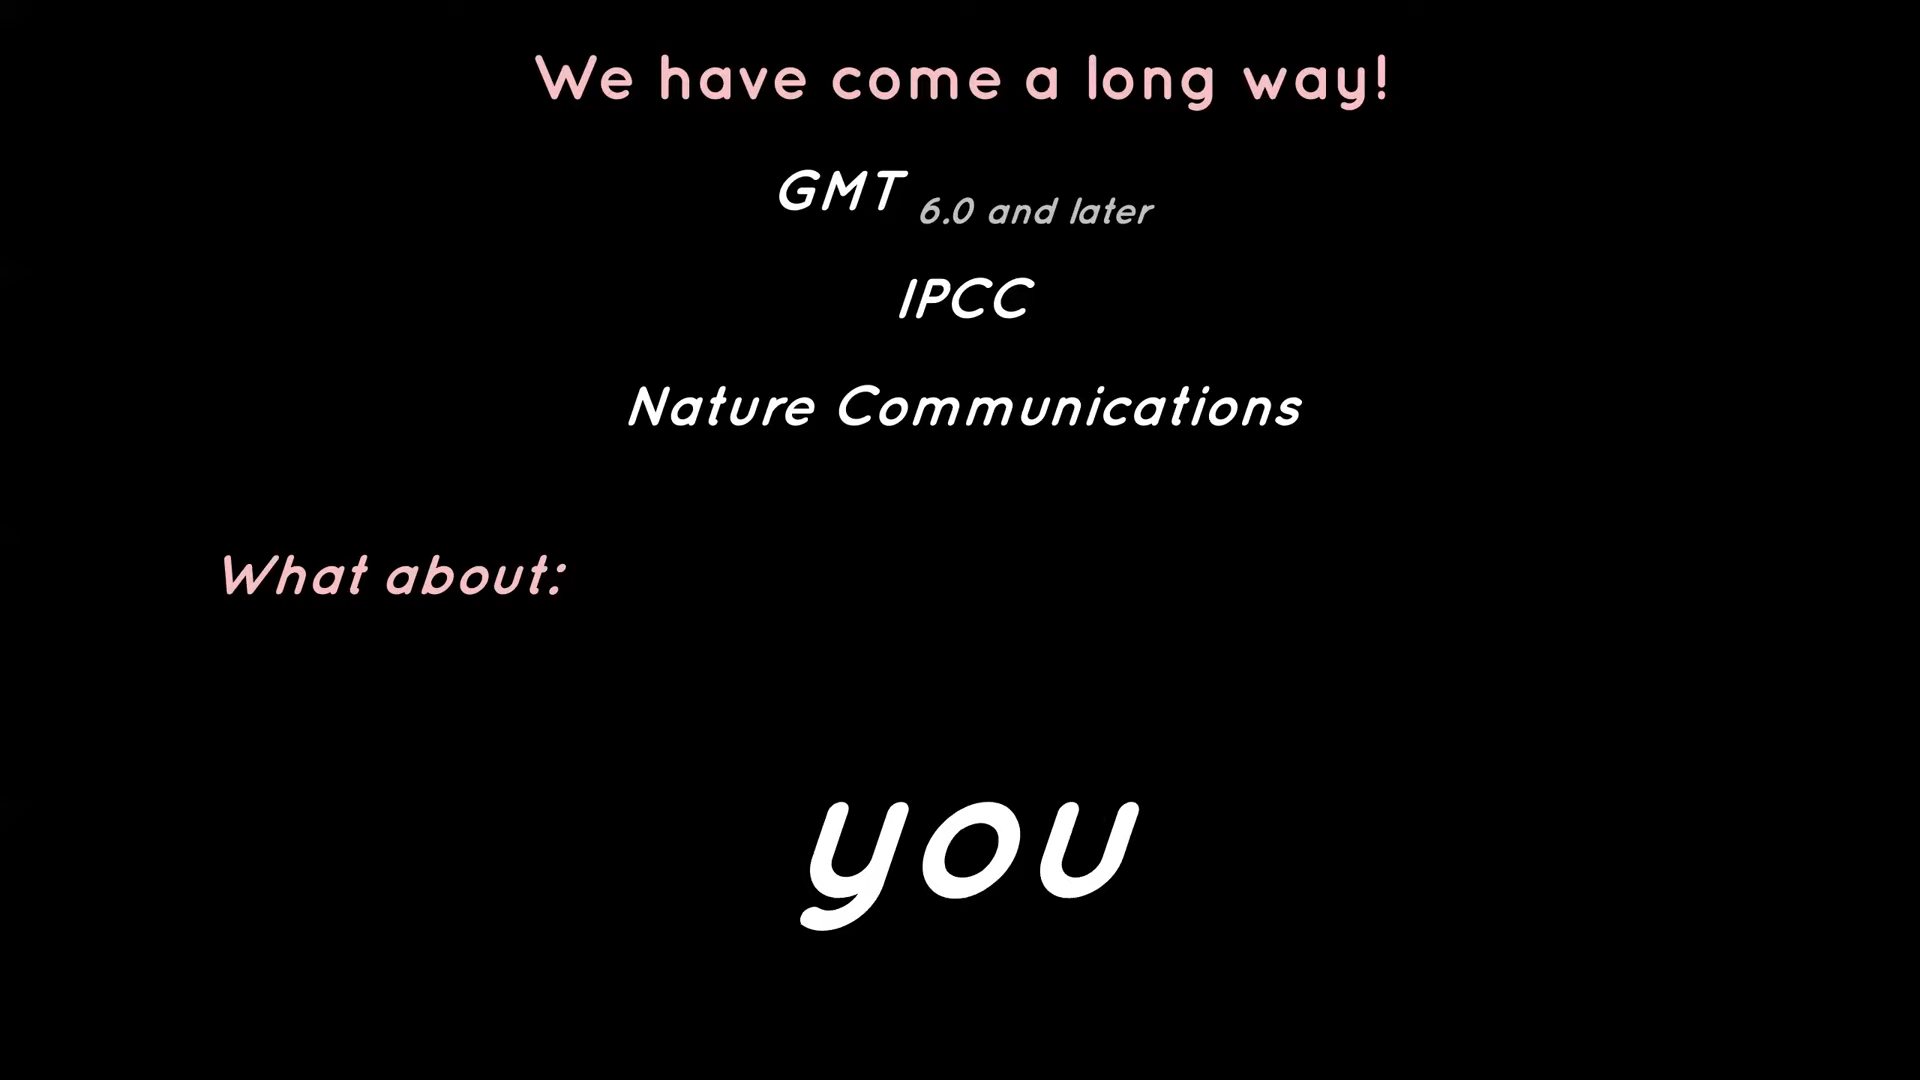 We have come a long way!
GMT 6.0 and later
IPCC
Nature Communications
What about:
you